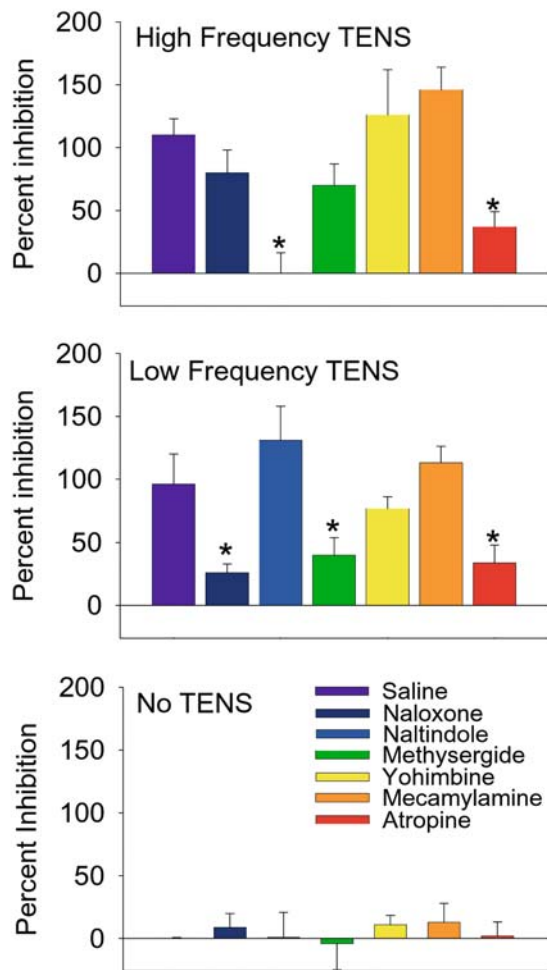 High Frequency TENS
Percent inhibition
200
150
100
50
0
*
*
Low Frequency TENS
Percent inhibition
200
150
100
50
0
*
*
*
No TENS
Percent Inhibition
200
150
100
50
0
Saline
Naloxone
Naltindole
Methysergide
Yohimbine
Mecamylamine
Atropine